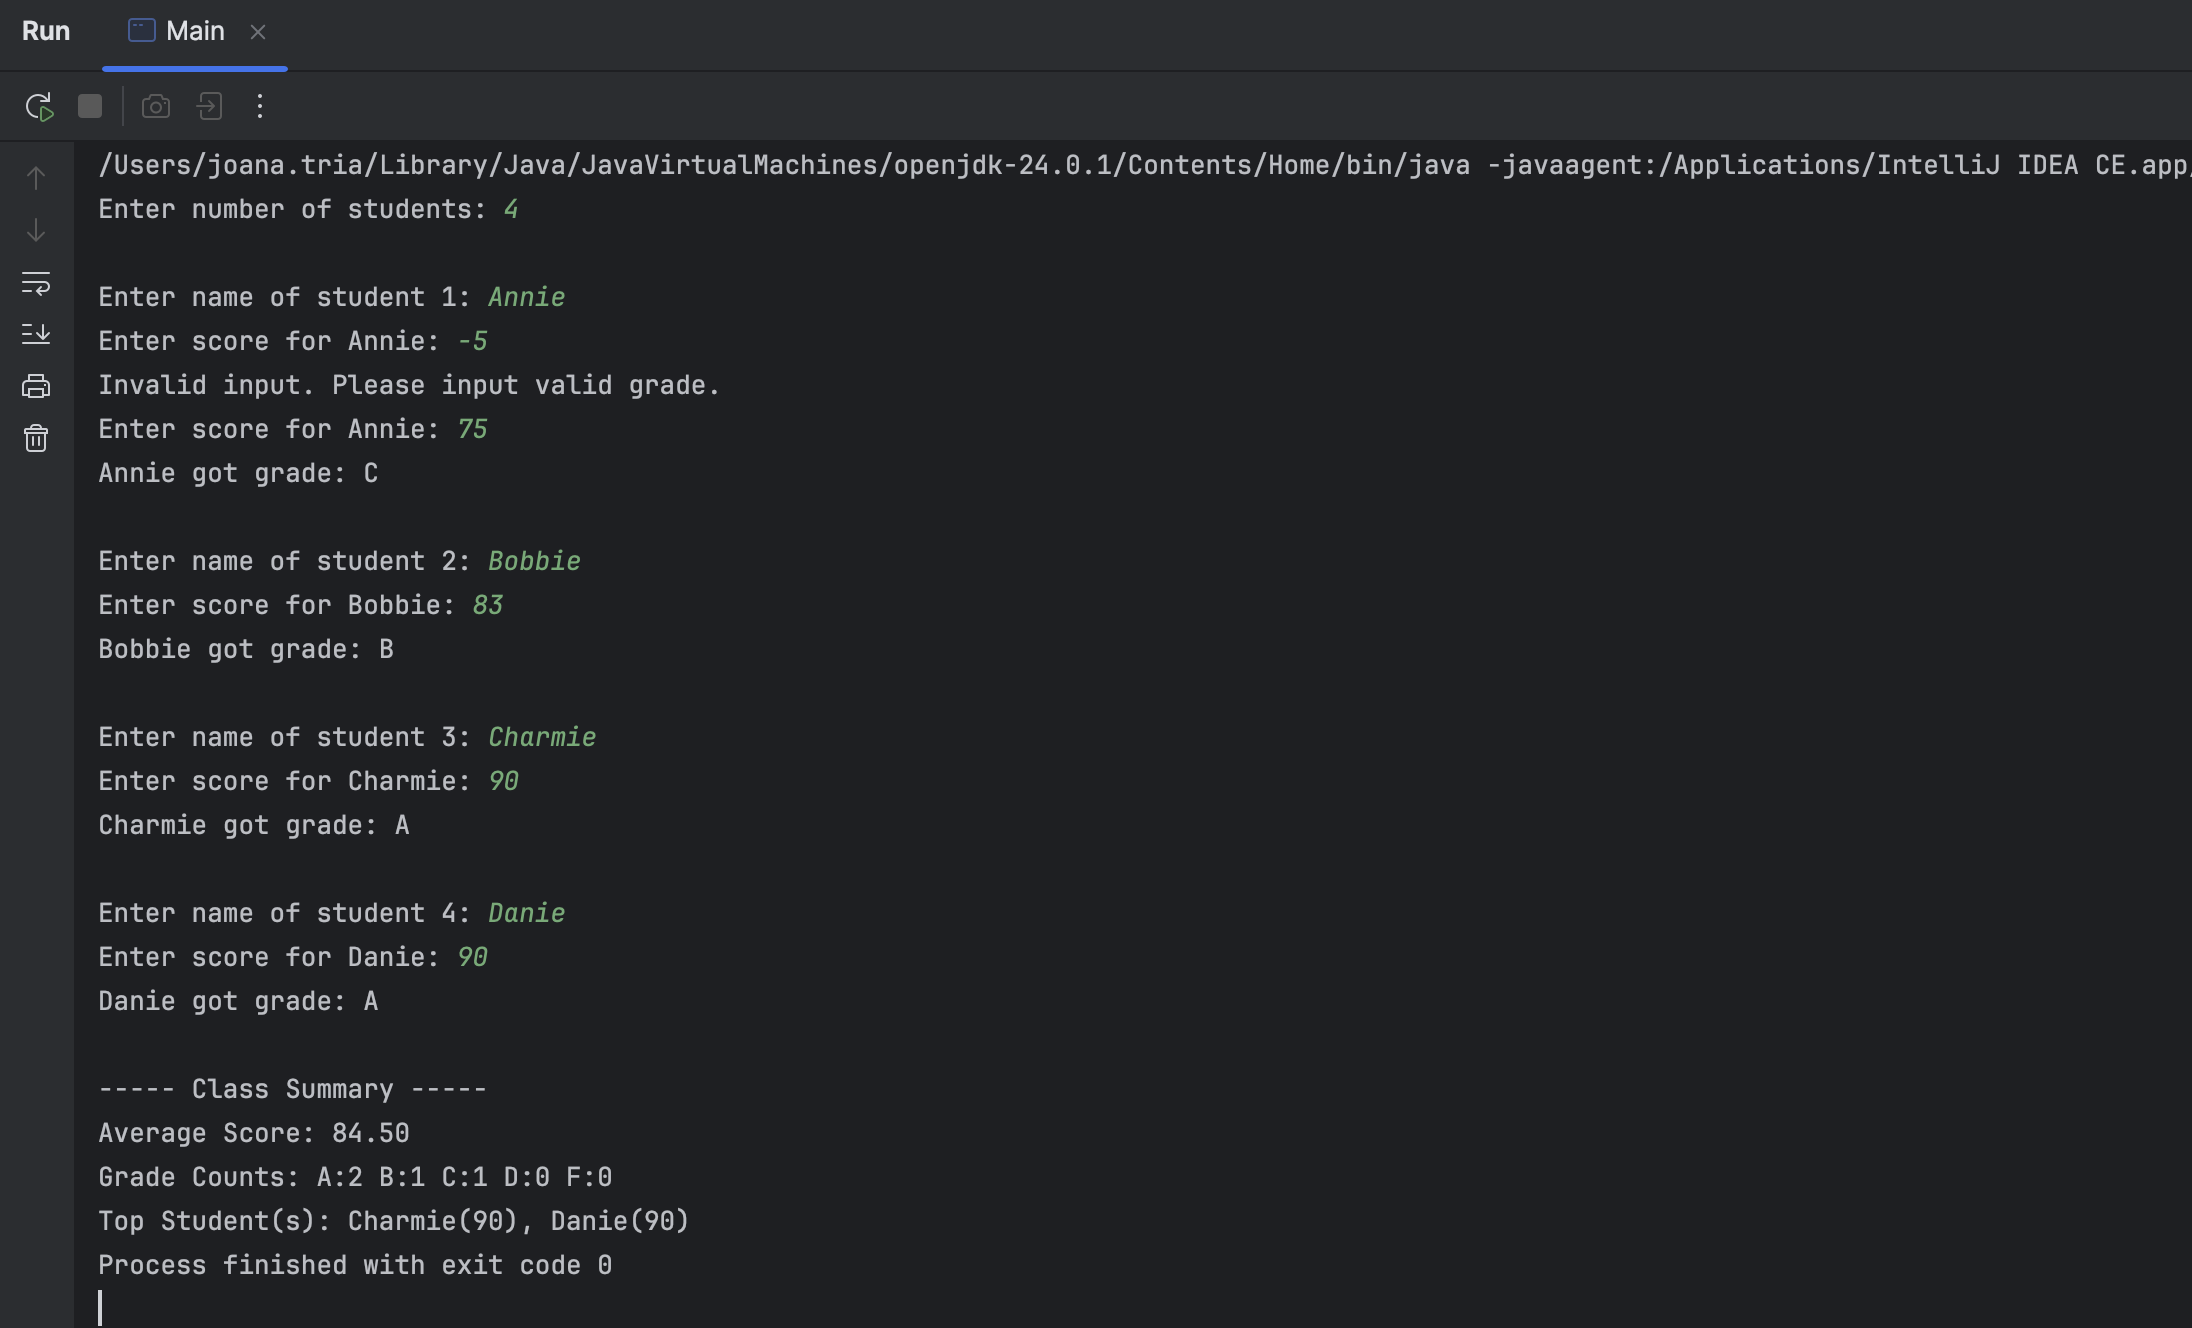 Run
Main
/Users/joana.tria/Library/Java/JavaVirtualMachines/openjdk-24.0.1/Contents/Home/bin/java -javaagent:/Applications/IntelliJ IDEA CE.app/
Enter number of students: 4
Enter name of student 1: Annie
Enter score for Annie: -5
Invalid input. Please input valid grade.
Enter score for Annie: 75
Annie got grade: C
Enter name of student 2: Bobbie
Enter score for Bobbie: 83
Bobbie got grade: B
Enter name of student 3: Charmie
Enter score for Charmie: 90
Charmie got grade: A
Enter name of student 4: Danie
Enter score for Danie: 90
Danie got grade: A
----- Class Summary -----
Average Score: 84.50
Grade Counts: A:2 B:1 C:1 D:0 F:0
Top Student(s): Charmie(90), Danie(90)
Process finished with exit code 0